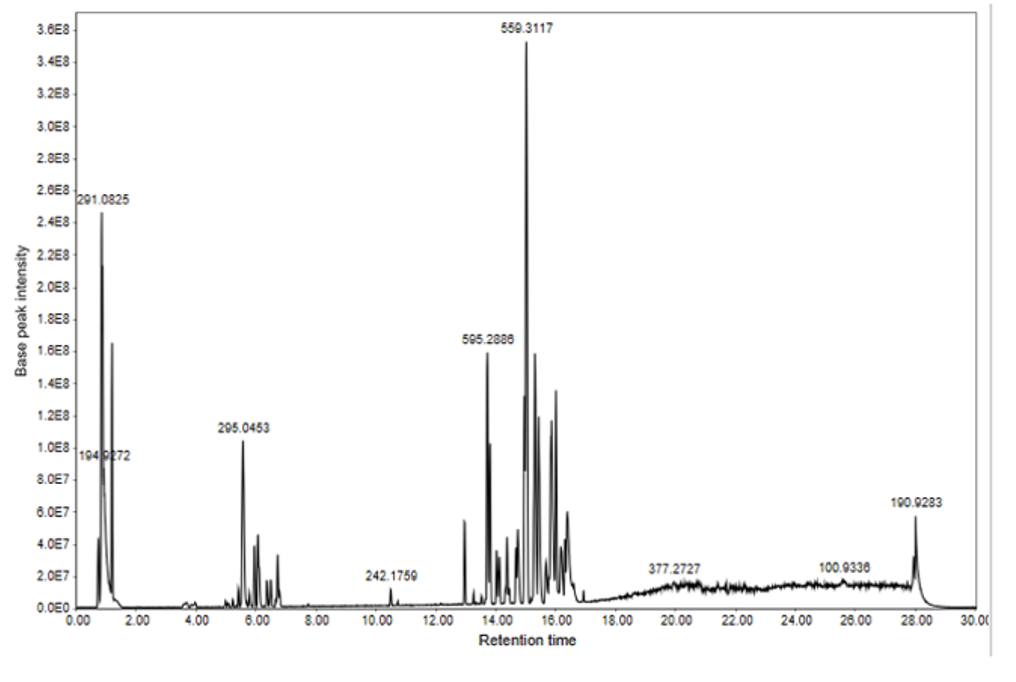 559.3117
3.6E8
3.4E8
3.2E8
3.0E8
2.8E8
2.6E8
291.0825
2.4E8
2.2E8
2.0E8
1.8E8
1.6E8
595.2886
1.4E8
1.2E8
295.0453
1.0E8
194.9272
8.0E7
6.0E7
190.9283
4.0E7
377.2727
100.9336
242.1759
2.0E7
0.0E0
Base peak intensity
0.00 2.00 4.00 6.00 8.00 10.00 12.00 14.00 16.00 18.00 20.00 22.00 24.00 26.00 28.00 30.00
Retention time